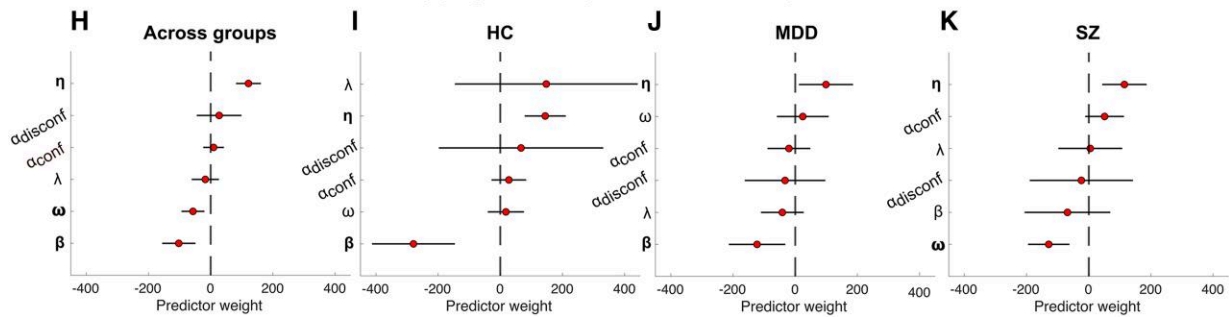 H
Across groups
η
αdisconf
αconf
λ
ω
β
-400 -200 0 200 400
Predictor weight
I
HC
λ
η
αdisconf
αconf
ω
β
-400 -200 0 200 400
Predictor weight
J
MDD
η
ω
αconf
αdisconf
λ
β
-400 -200 0 200 400
Predictor weight
K
SZ
η
αconf
λ
αdisconf
β
ω
-400 -200 0 200 400
Predictor weight